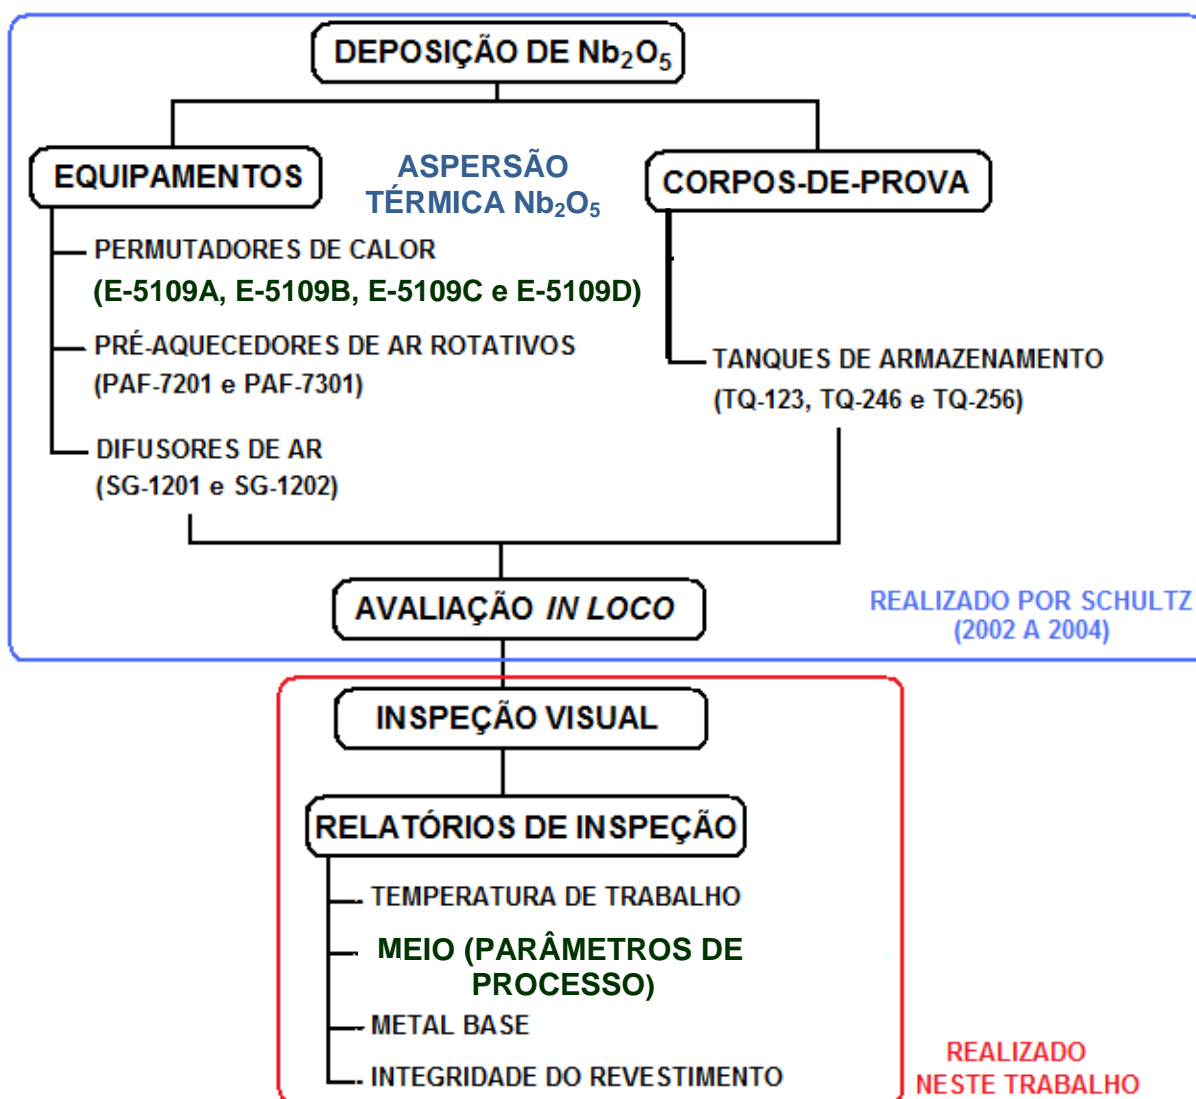 DEPOSIÇÃO DE Nb₂O₅
EQUIPAMENTOS
ASPERSÃO
TÉRMICA Nb₂O₅
CORPOS-DE-PROVA
PERMUTADORES DE CALOR
(E-5109A, E-5109B, E-5109C e E-5109D)
PRÉ-AQUECEDORES DE AR ROTATIVOS
(PAF-7201 e PAF-7301)
DIFUSORES DE AR
(SG-1201 e SG-1202)
TANQUES DE ARMAZENAMENTO
(TQ-123, TQ-246 e TQ-256)
AVALIAÇÃO IN LOCO
REALIZADO POR SCHULTZ
(2002 A 2004)
INSPEÇÃO VISUAL
RELATÓRIOS DE INSPEÇÃO
TEMPERATURA DE TRABALHO
MEIO (PARÂMETROS DE
PROCESSO)
METAL BASE
INTEGRIDADE DO REVESTIMENTO
REALIZADO
NESTE TRABALHO